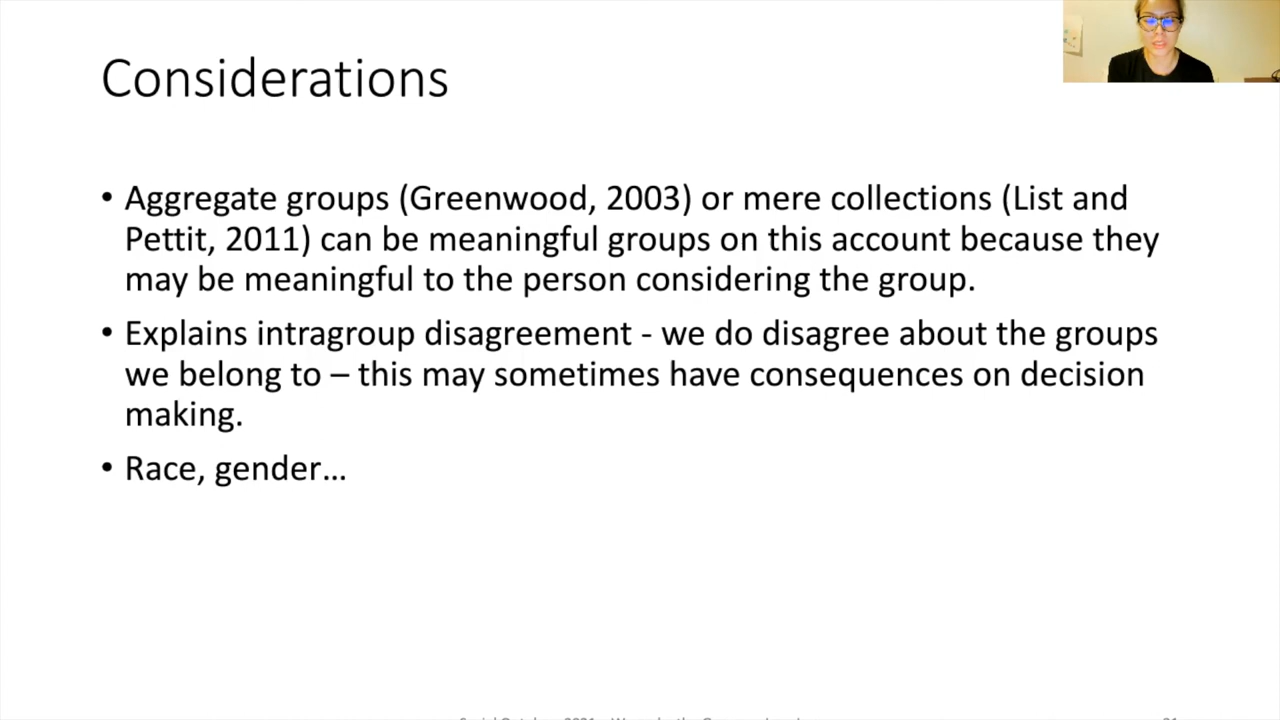 Considerations
• Aggregate groups (Greenwood, 2003) or mere collections (List and
Pettit, 2011) can be meaningful groups on this account because they
may be meaningful to the person considering the group.
• Explains intragroup disagreement - we do disagree about the groups
we belong to – this may sometimes have consequences on decision
making.
• Race, gender…